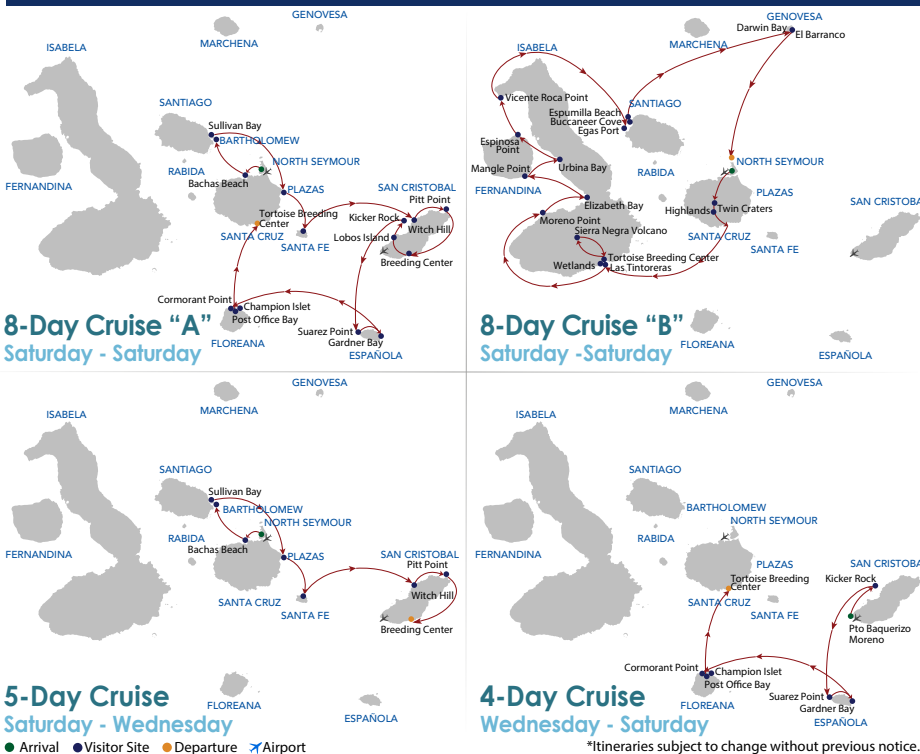 GENOVESA
MARCHENA
ISABELA
SANTIAGO
Sullivan Bay
BARTHOLOMEW
NORTH SEYMOUR
RABIDA
Bachas Beach
FERNANDINA
PLAZAS
SAN CRISTOBAL
Pitt Point
Tortoise Breeding
Center
Kicker Rock
Witch Hill
Lobos Island
SANTA CRUZ
SANTA FE
Breeding Center
Cormorant Point
Champion Islet
Post Office Bay
Suarez Point
Gardner Bay
FLOREANA
ESPAÑOLA
8-Day Cruise “A”
Saturday - Saturday
GENOVESA
Darwin Bay
El Barranco
MARCHENA
ISABELA
Vicente Roca Point
SANTIAGO
Espumilla Beach
Buccaneer Cove
Egas Port
Espinosa
Point
Urbina Bay
Mangle Point
RABIDA
NORTH SEYMOUR
FERNANDINA
PLAZAS
Elizabeth Bay
Highlands
Twin Craters
SAN CRISTOBA
Moreno Point
Sierra Negra Volcano
SANTA CRUZ
SANTA FE
Tortoise Breeding Center
Wetlands
Las Tintoreras
FLOREANA
ESPAÑOLA
8-Day Cruise “B”
Saturday -Saturday
GENOVESA
MARCHENA
ISABELA
SANTIAGO
Sullivan Bay
BARTHOLOMEW
NORTH SEYMOUR
RABIDA
Bachas Beach
FERNANDINA
PLAZAS
SAN CRISTOBAL
Pitt Point
Witch Hill
SANTA CRUZ
SANTA FE
Breeding Center
FLOREANA
ESPAÑOLA
5-Day Cruise
Saturday - Wednesday
GENOVESA
MARCHENA
ISABELA
SANTIAGO
BARTHOLOMEW
NORTH SEYMOUR
RABIDA
FERNANDINA
PLAZAS
SAN CRISTOBA
Tortoise Breeding
Center
Kicker Rock
SANTA CRUZ
SANTA FE
Pto Baquerizo
Moreno
Cormorant Point
Champion Islet
Post Office Bay
Suarez Point
Gardner Bay
FLOREANA
ESPAÑOLA
4-Day Cruise
Wednesday - Saturday
Arrival Visitor Site Departure Airport
*Itineraries subject to change without previous notice.